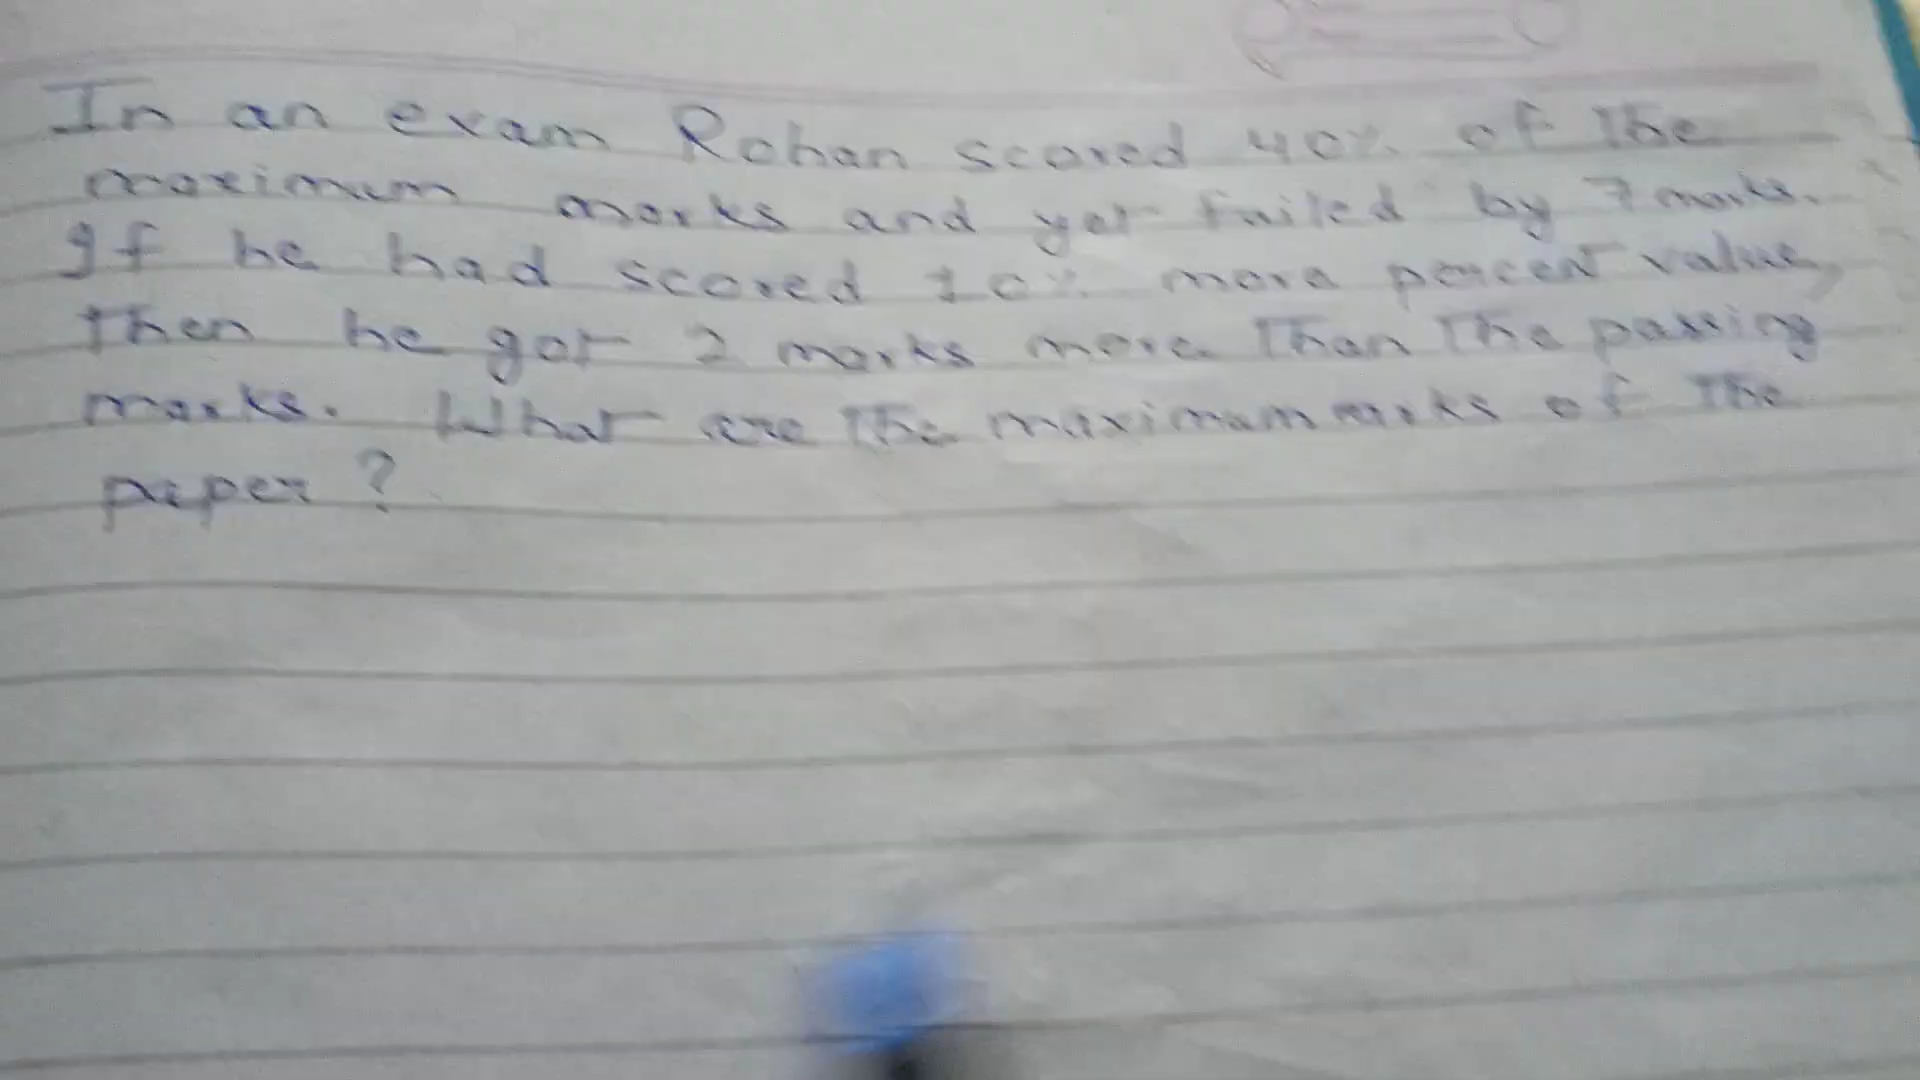 In an exam Rohan scored 40% of the
maximum marks and yet failed by 7 marks.
If he had scored 10% more percent value,
then he got 2 marks more than the passing
marks. What are the maximum marks of the
paper?